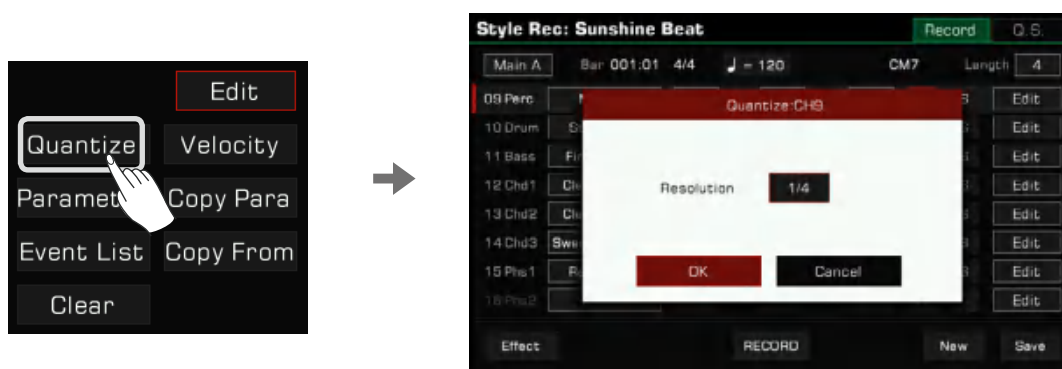 Edit
Quantize Velocity
Copy Para
Event List Copy From
Clear
Style Rec: Sunshine Beat Record Q.S.
Main A Bar 001:01 4/4 ♩ = 120 CM7 Length 4
09 Perc Edit
Quantize:CH9
10 Drum Edit
11 Bass Edit
12 Chd1 Resolution 1/4 Edit
13 Chd2 Edit
14 Chd3 Edit
15 Phs1 OK Cancel Edit
16 Phs2 Edit
Effect RECORD New Save